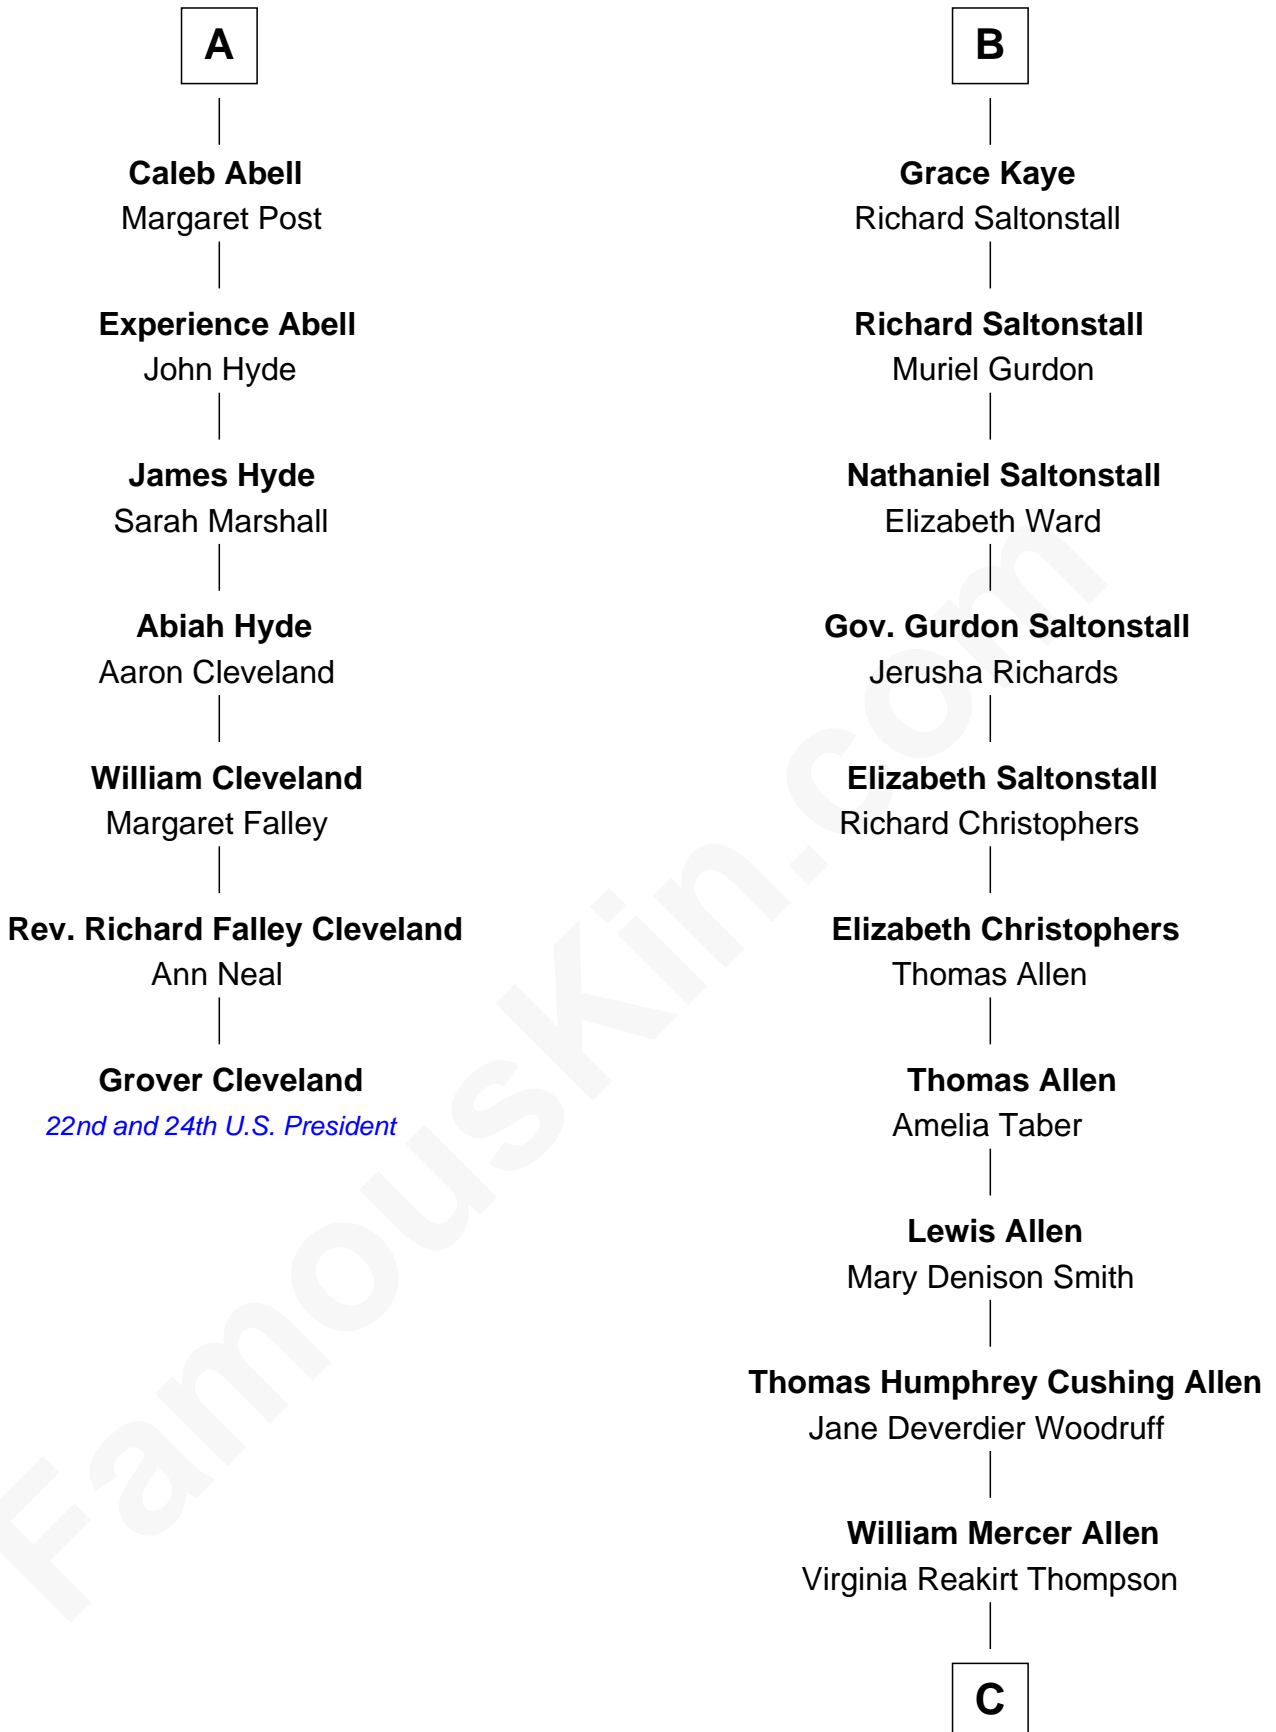 A
Caleb Abell
Margaret Post
Experience Abell
John Hyde
James Hyde
Sarah Marshall
Abiah Hyde
Aaron Cleveland
William Cleveland
Margaret Falley
Rev. Richard Falley Cleveland
Ann Neal
Grover Cleveland
22nd and 24th U.S. President
B
Grace Kaye
Richard Saltonstall
Richard Saltonstall
Muriel Gurdon
Nathaniel Saltonstall
Elizabeth Ward
Gov. Gurdon Saltonstall
Jerusha Richards
Elizabeth Saltonstall
Richard Christophers
Elizabeth Christophers
Thomas Allen
Thomas Allen
Amelia Taber
Lewis Allen
Mary Denison Smith
Thomas Humphrey Cushing Allen
Jane Deverdier Woodruff
William Mercer Allen
Virginia Reakirt Thompson
C
FamousKin.com